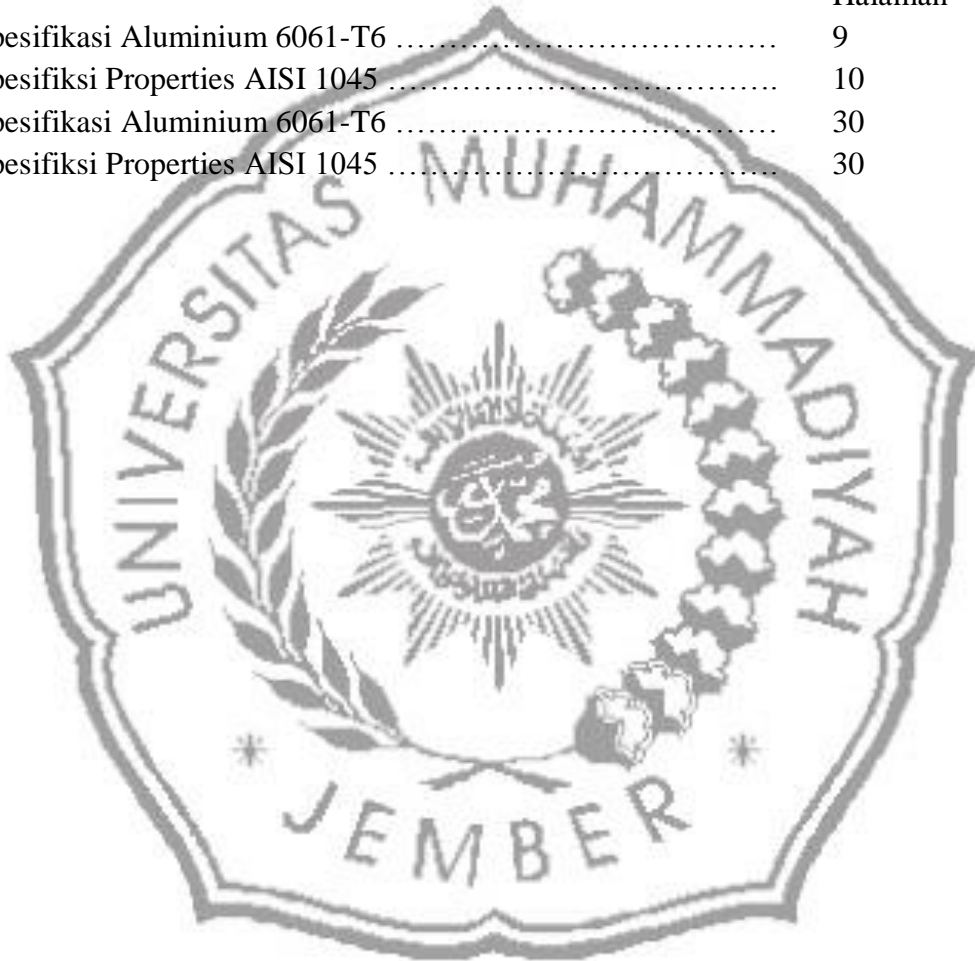 Halaman
pesifikasi Aluminium 6061-T6 ……………………………… 9
pesifiksi Properties AISI 1045 ………………………………. 10
pesifikasi Aluminium 6061-T6 ……………………………… 30
pesifiksi Properties AISI 1045 ………………………………. 30
UNIVERSITAS MUHAMMADIYAH
JEMBER